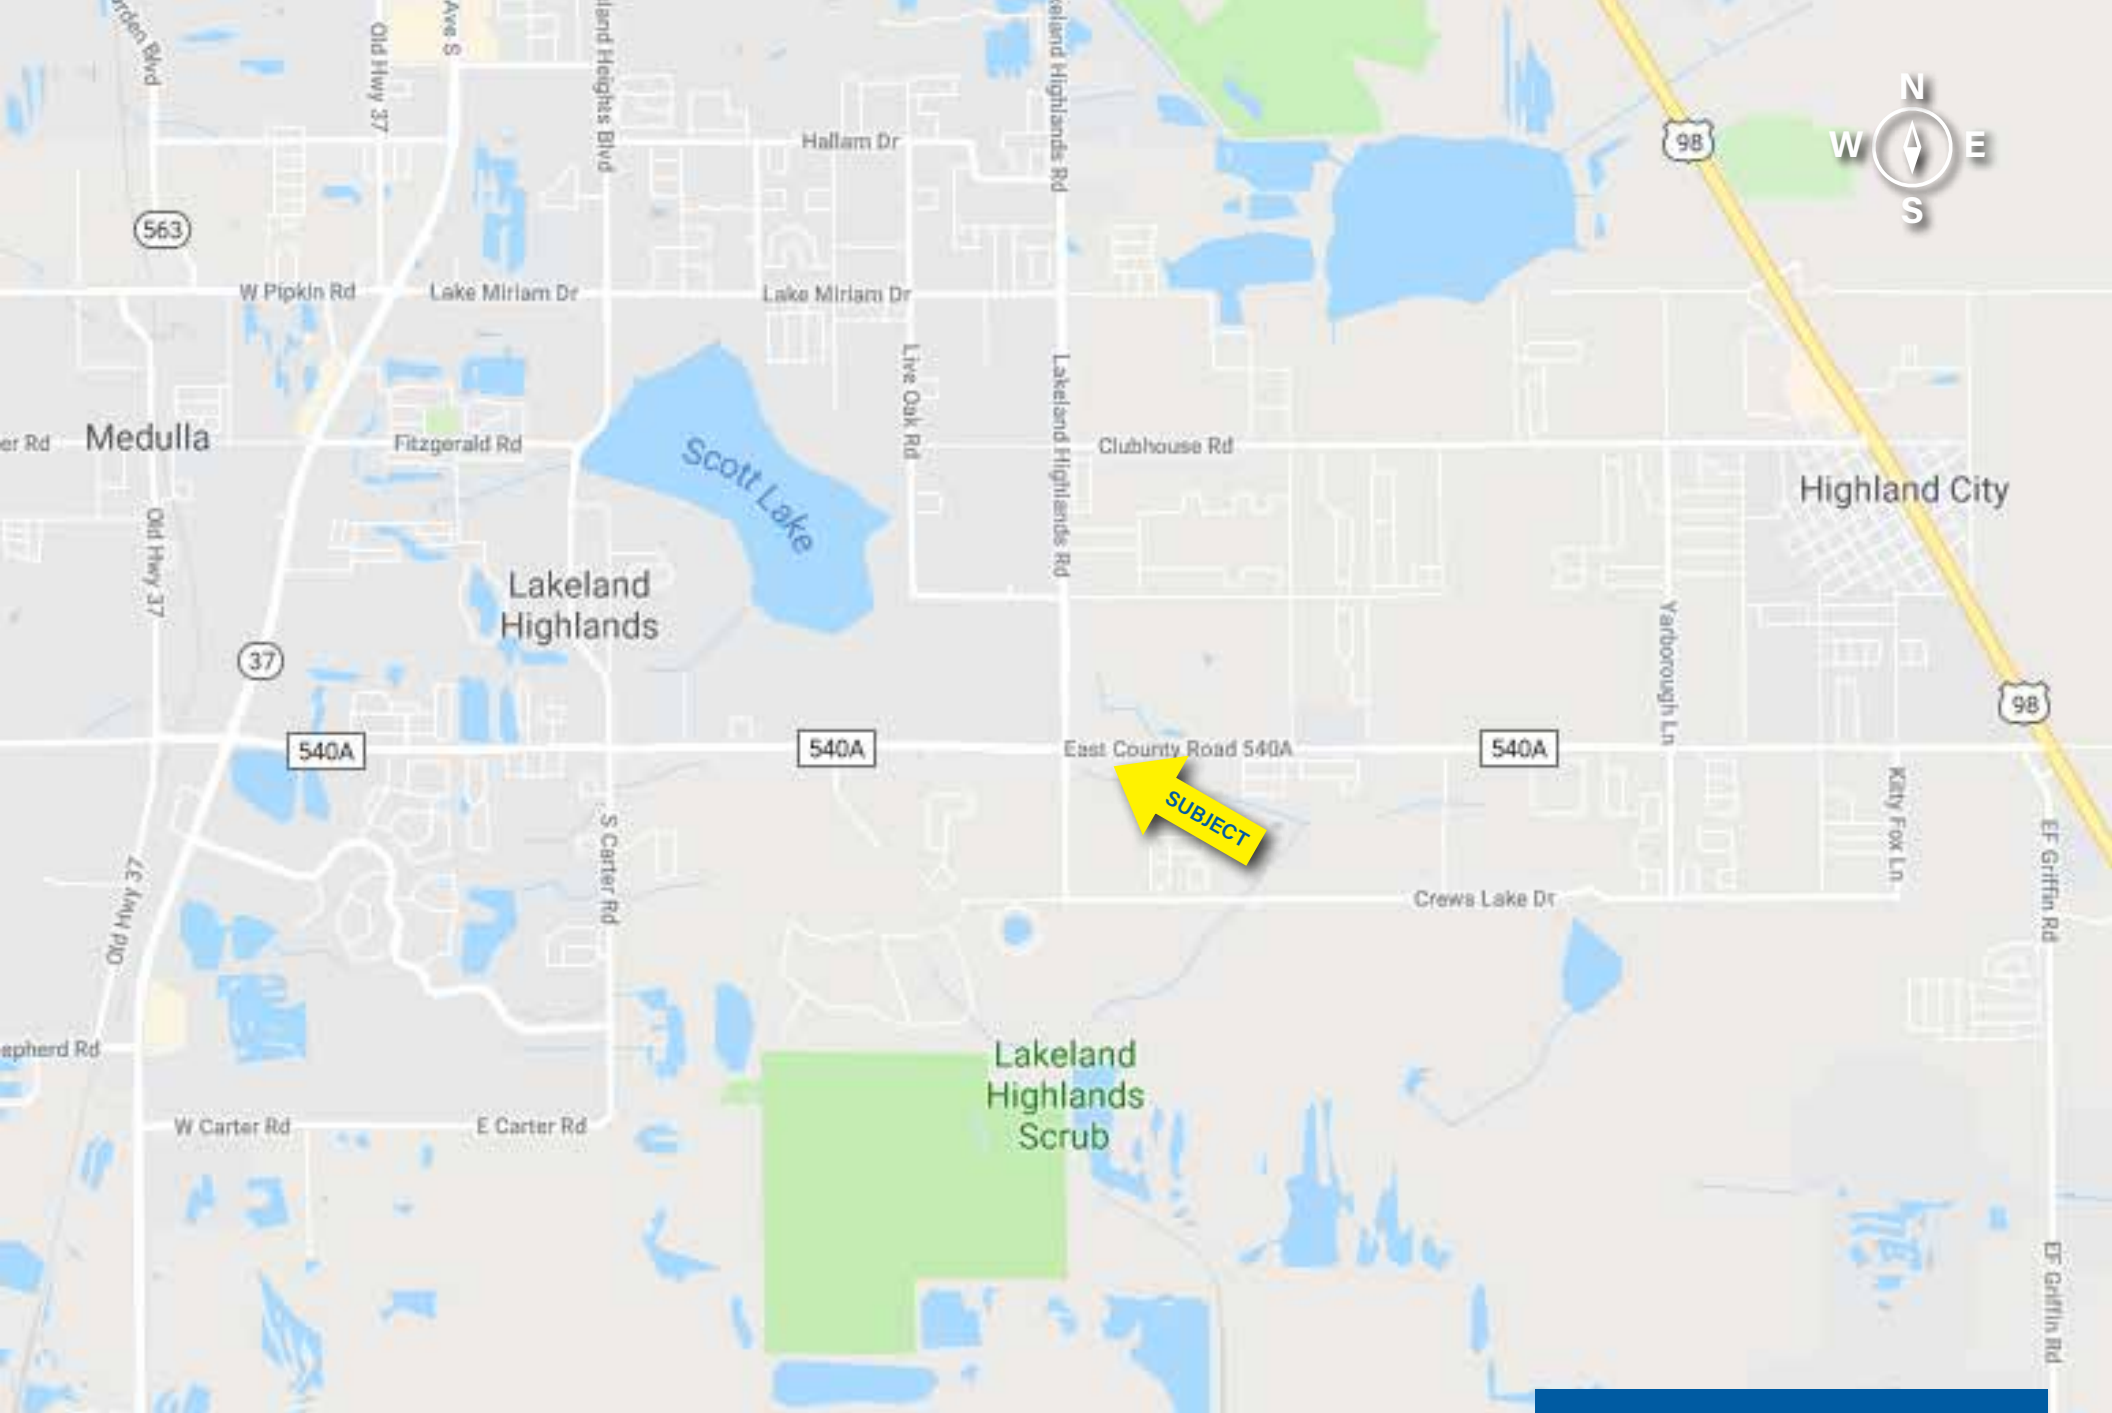 Ave S
Old Hwy 37
Hallam Dr
N
W
E
S
98
563
W Pipkin Rd
Lake Miriam Dr
Lake Miriam Dr
Live Oak Rd
Lakeland Highlands Rd
Medulla
Fitzgerald Rd
Scott Lake
Clubhouse Rd
Highland City
Old Hwy 37
Lakeland
Highlands
Yarborough Ln
37
98
540A
540A
East County Road 540A
540A
SUBJECT
Kitty Fox Ln
S Carter Rd
EF Griffin Rd
Old Hwy 37
Crews Lake Dr
Lakeland
Highlands
Scrub
W Carter Rd
E Carter Rd
EF Griffin Rd